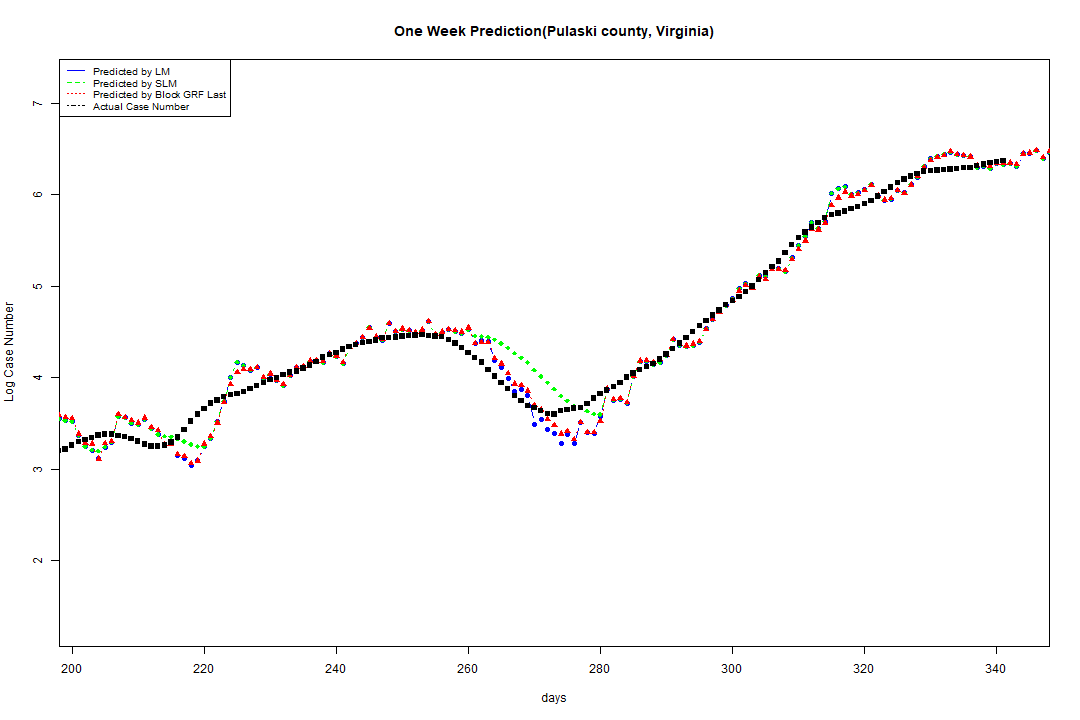 One Week Prediction(Pulaski county, Virginia)
Predicted by LM
Predicted by SLM
Predicted by Block GRF Last
Actual Case Number
7
6
5
4
3
2
Log Case Number
200 220 240 260 280 300 320 340
days